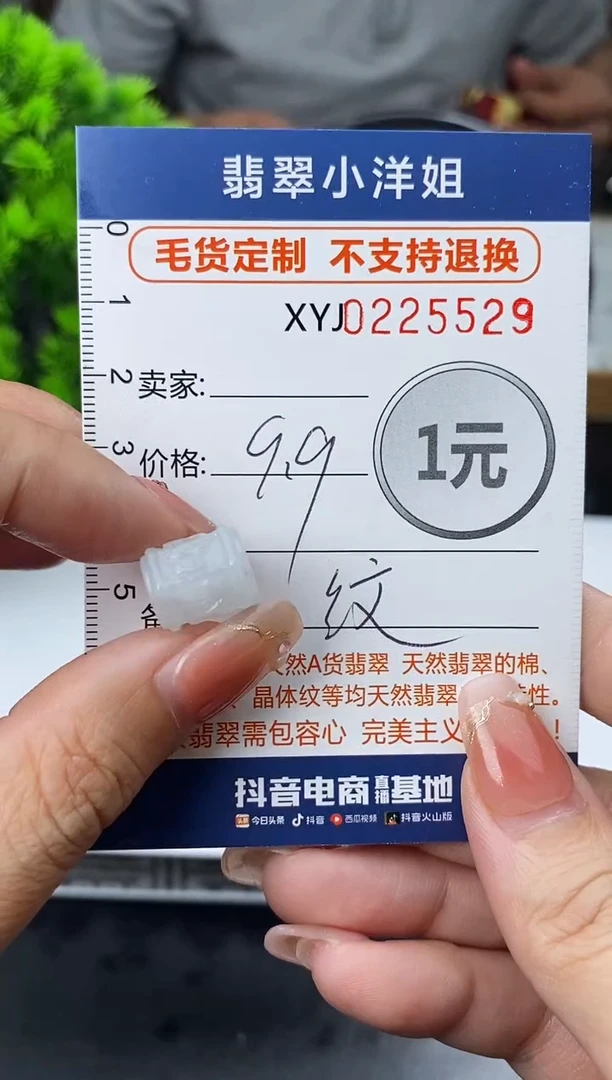 翡翠小洋姐
毛货定制 不支持退换
XYJ0225529
0
1
2
3
5
卖家:
价格: 9.9
1元
纹
然A货翡翠 天然翡翠的棉、
、晶体纹等均天然翡翠 性。
翡翠需包容心 完美主义 !
抖音电商直播基地
今日头条 抖音 西瓜视频 抖音火山版